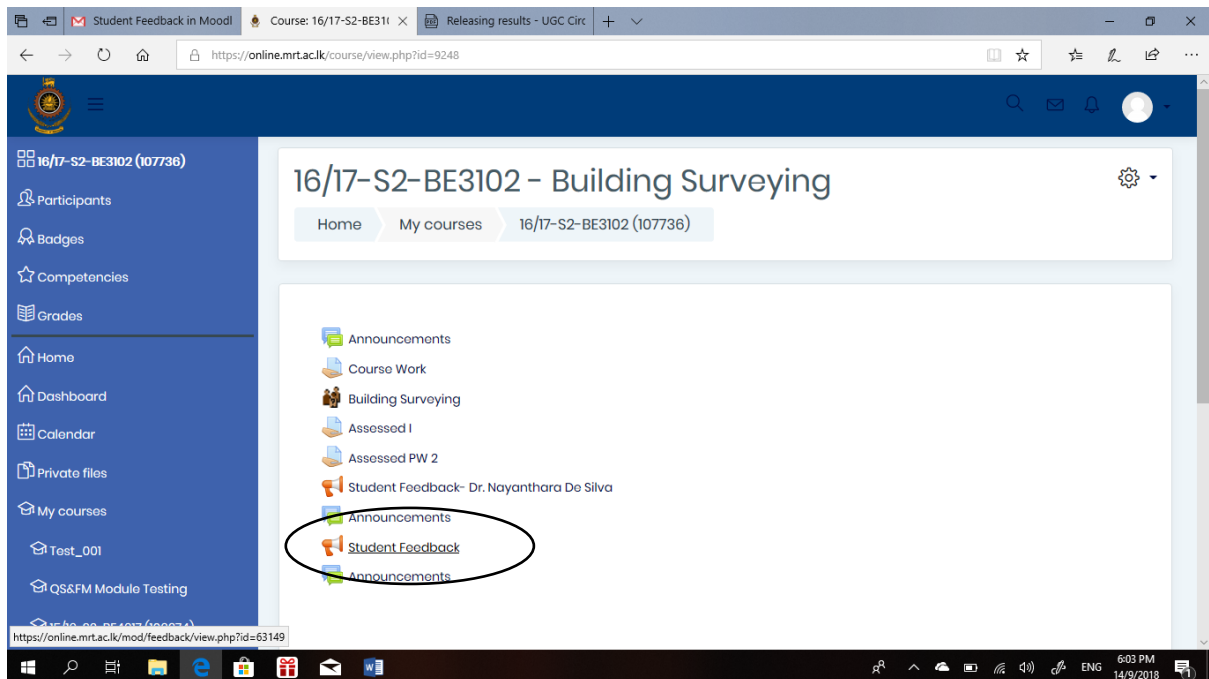 Student Feedback in Moodl
Course: 16/17-S2-BE310
Releasing results - UGC Circ
https://online.mrt.ac.lk/course/view.php?id=9248
16/17-S2-BE3102 (107736)
Participants
Badges
Competencies
Grades
Home
Dashboard
Calendar
Private files
My courses
Test_001
QS&FM Module Testing
16/17-S2-BE3102 - Building Surveying
Home My courses 16/17-S2-BE3102 (107736)
Announcements
Course Work
Building Surveying
Assessed I
Assessed PW 2
Student Feedback- Dr. Nayanthara De Silva
Announcements
Student Feedback
Announcements
https://online.mrt.ac.lk/mod/feedback/view.php?id=63149
ENG
6:03 PM
14/9/2018